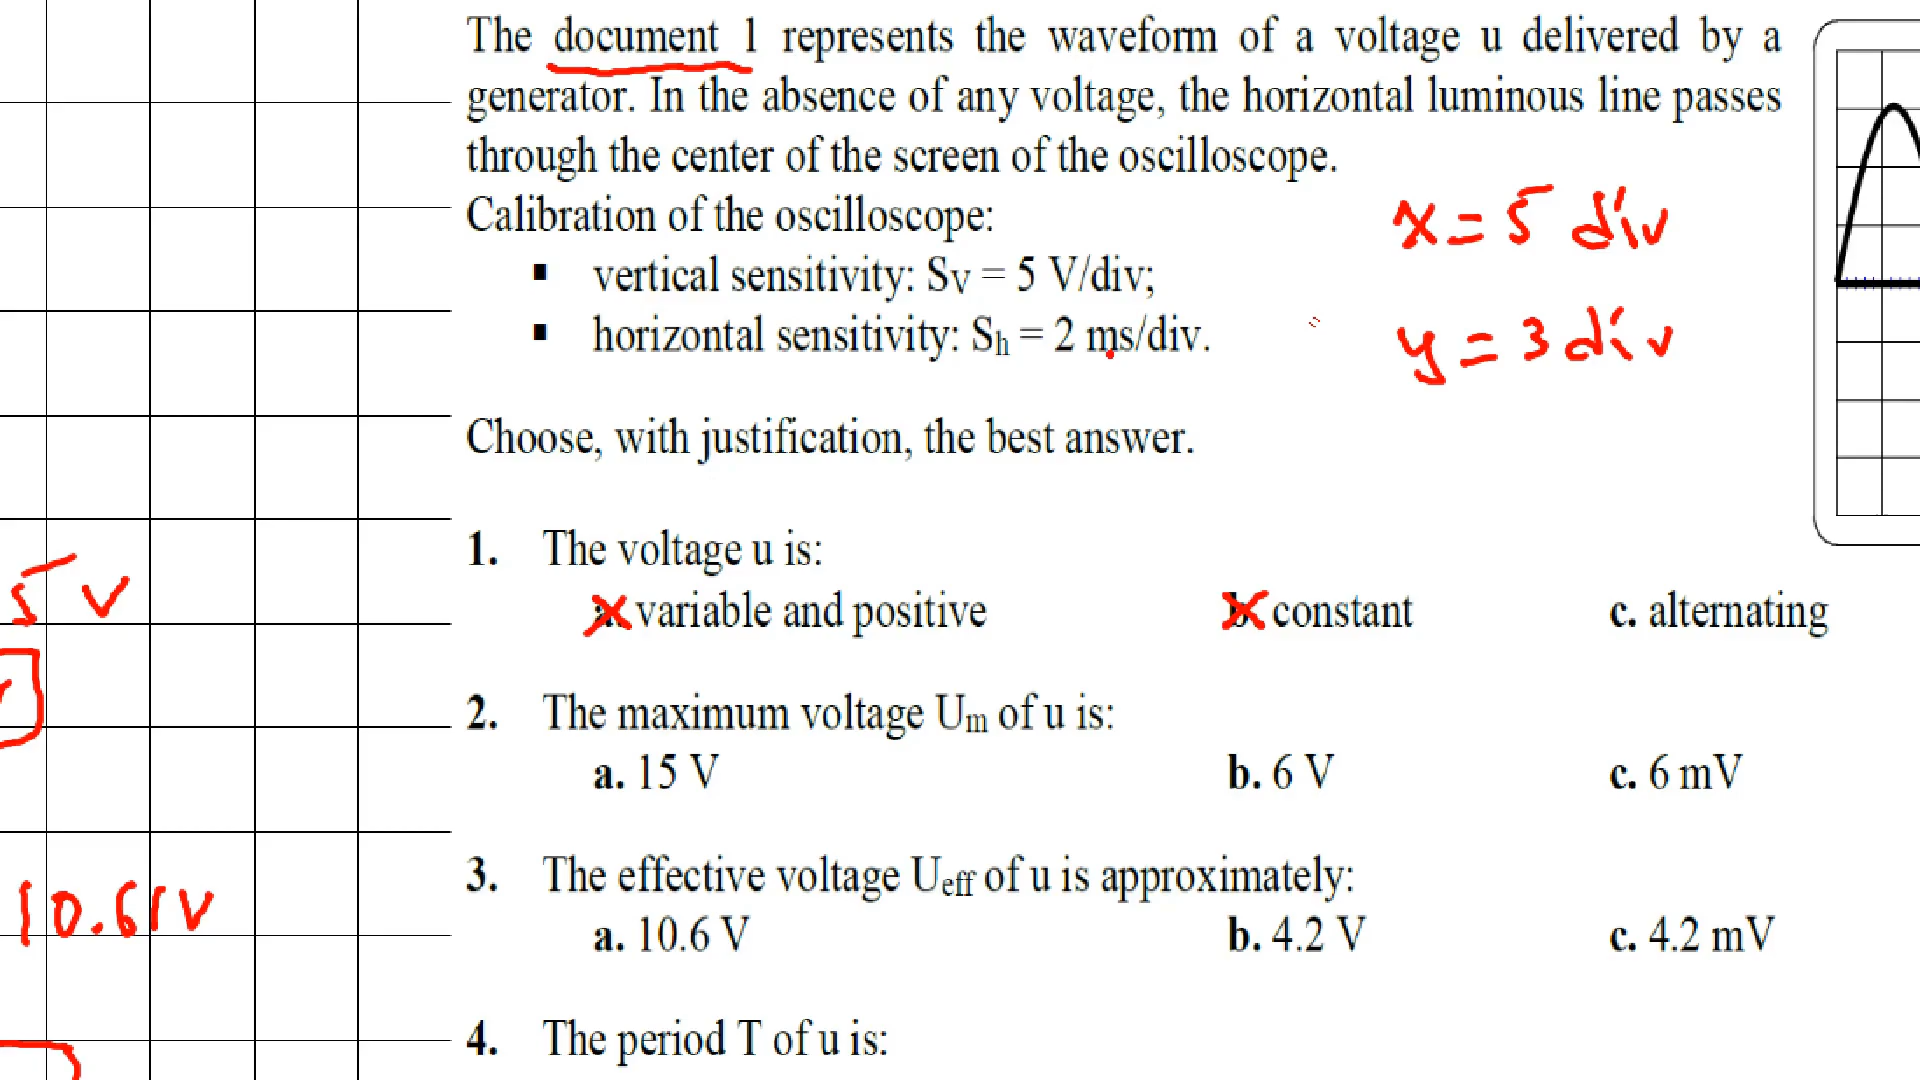 The document 1 represents the waveform of a voltage u delivered by a
generator. In the absence of any voltage, the horizontal luminous line passes
through the center of the screen of the oscilloscope.
Calibration of the oscilloscope:
▪ vertical sensitivity: Sv = 5 V/div;
▪ horizontal sensitivity: Sh = 2 ms/div.
x = 5 div
y = 3 div
Choose, with justification, the best answer.
1. The voltage u is:
variable and positive constant c. alternating
5 v
2. The maximum voltage Um of u is:
a. 15 V b. 6 V c. 6 mV
3. The effective voltage Ueff of u is approximately:
a. 10.6 V b. 4.2 V c. 4.2 mV
10.61v
4. The period T of u is: